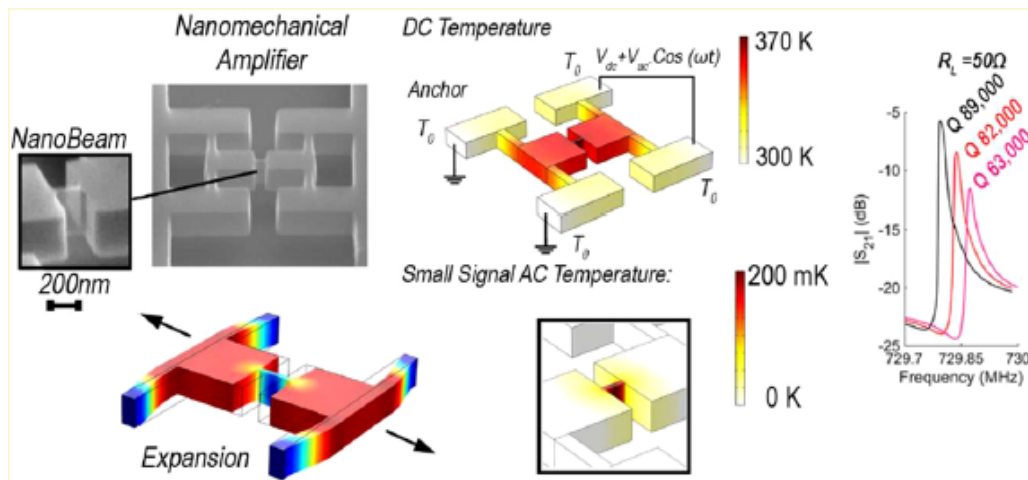 Nanomechanical
Amplifier
NanoBeam
200nm
Expansion
DC Temperature
Anchor
T0
T0
T0
T0
Vdc+Vac Cos (ωt)
370 K
300 K
Small Signal AC Temperature:
200 mK
0 K
RL =50Ω
Q 89,000
Q 82,000
Q 63,000
|S21| (dB)
-5
-10
-15
-20
-25
729.7
729.85
730
Frequency (MHz)